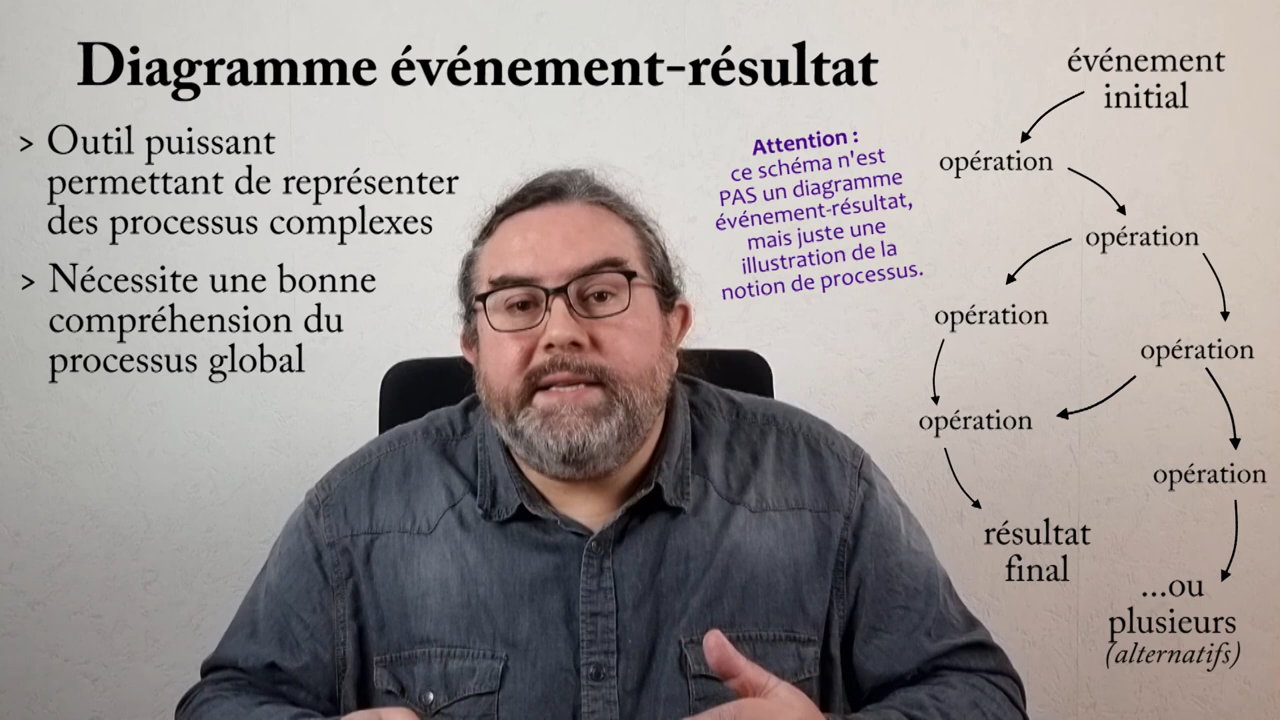 Diagramme événement-résultat
> Outil puissant
permettant de représenter
des processus complexes
> Nécessite une bonne
compréhension du
processus global
Attention :
ce schéma n'est
PAS un diagramme
événement-résultat,
mais juste une
illustration de la
notion de processus.
événement
initial
opération
opération
opération
opération
opération
opération
résultat
final
...ou
plusieurs
(alternatifs)